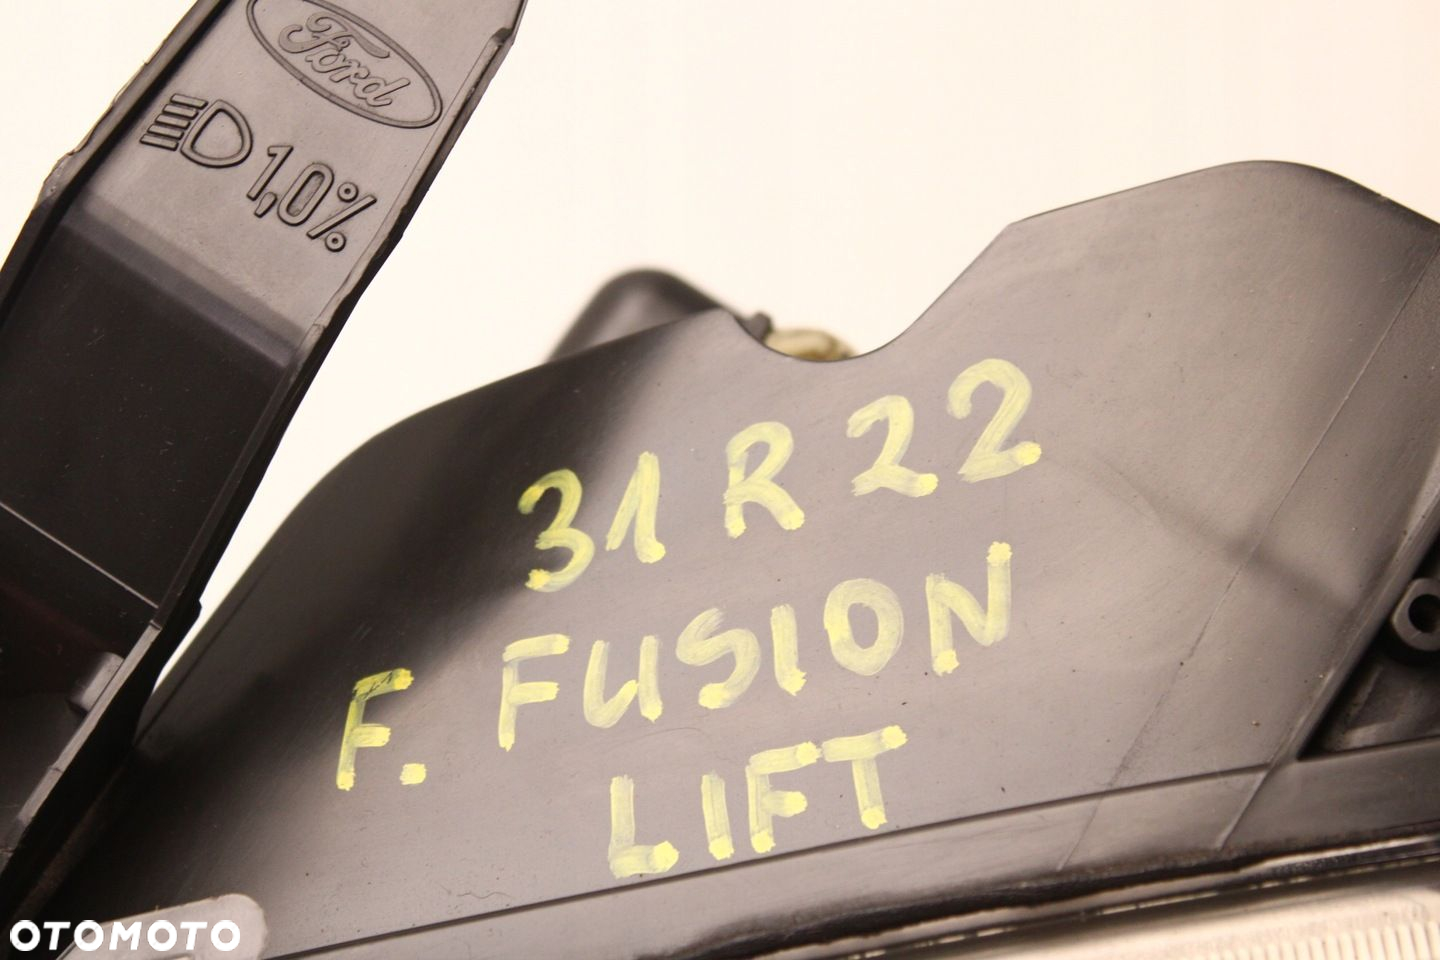 Ford
1,0%
31 R 22
F. FUSION
LIFT
OTOMOTO